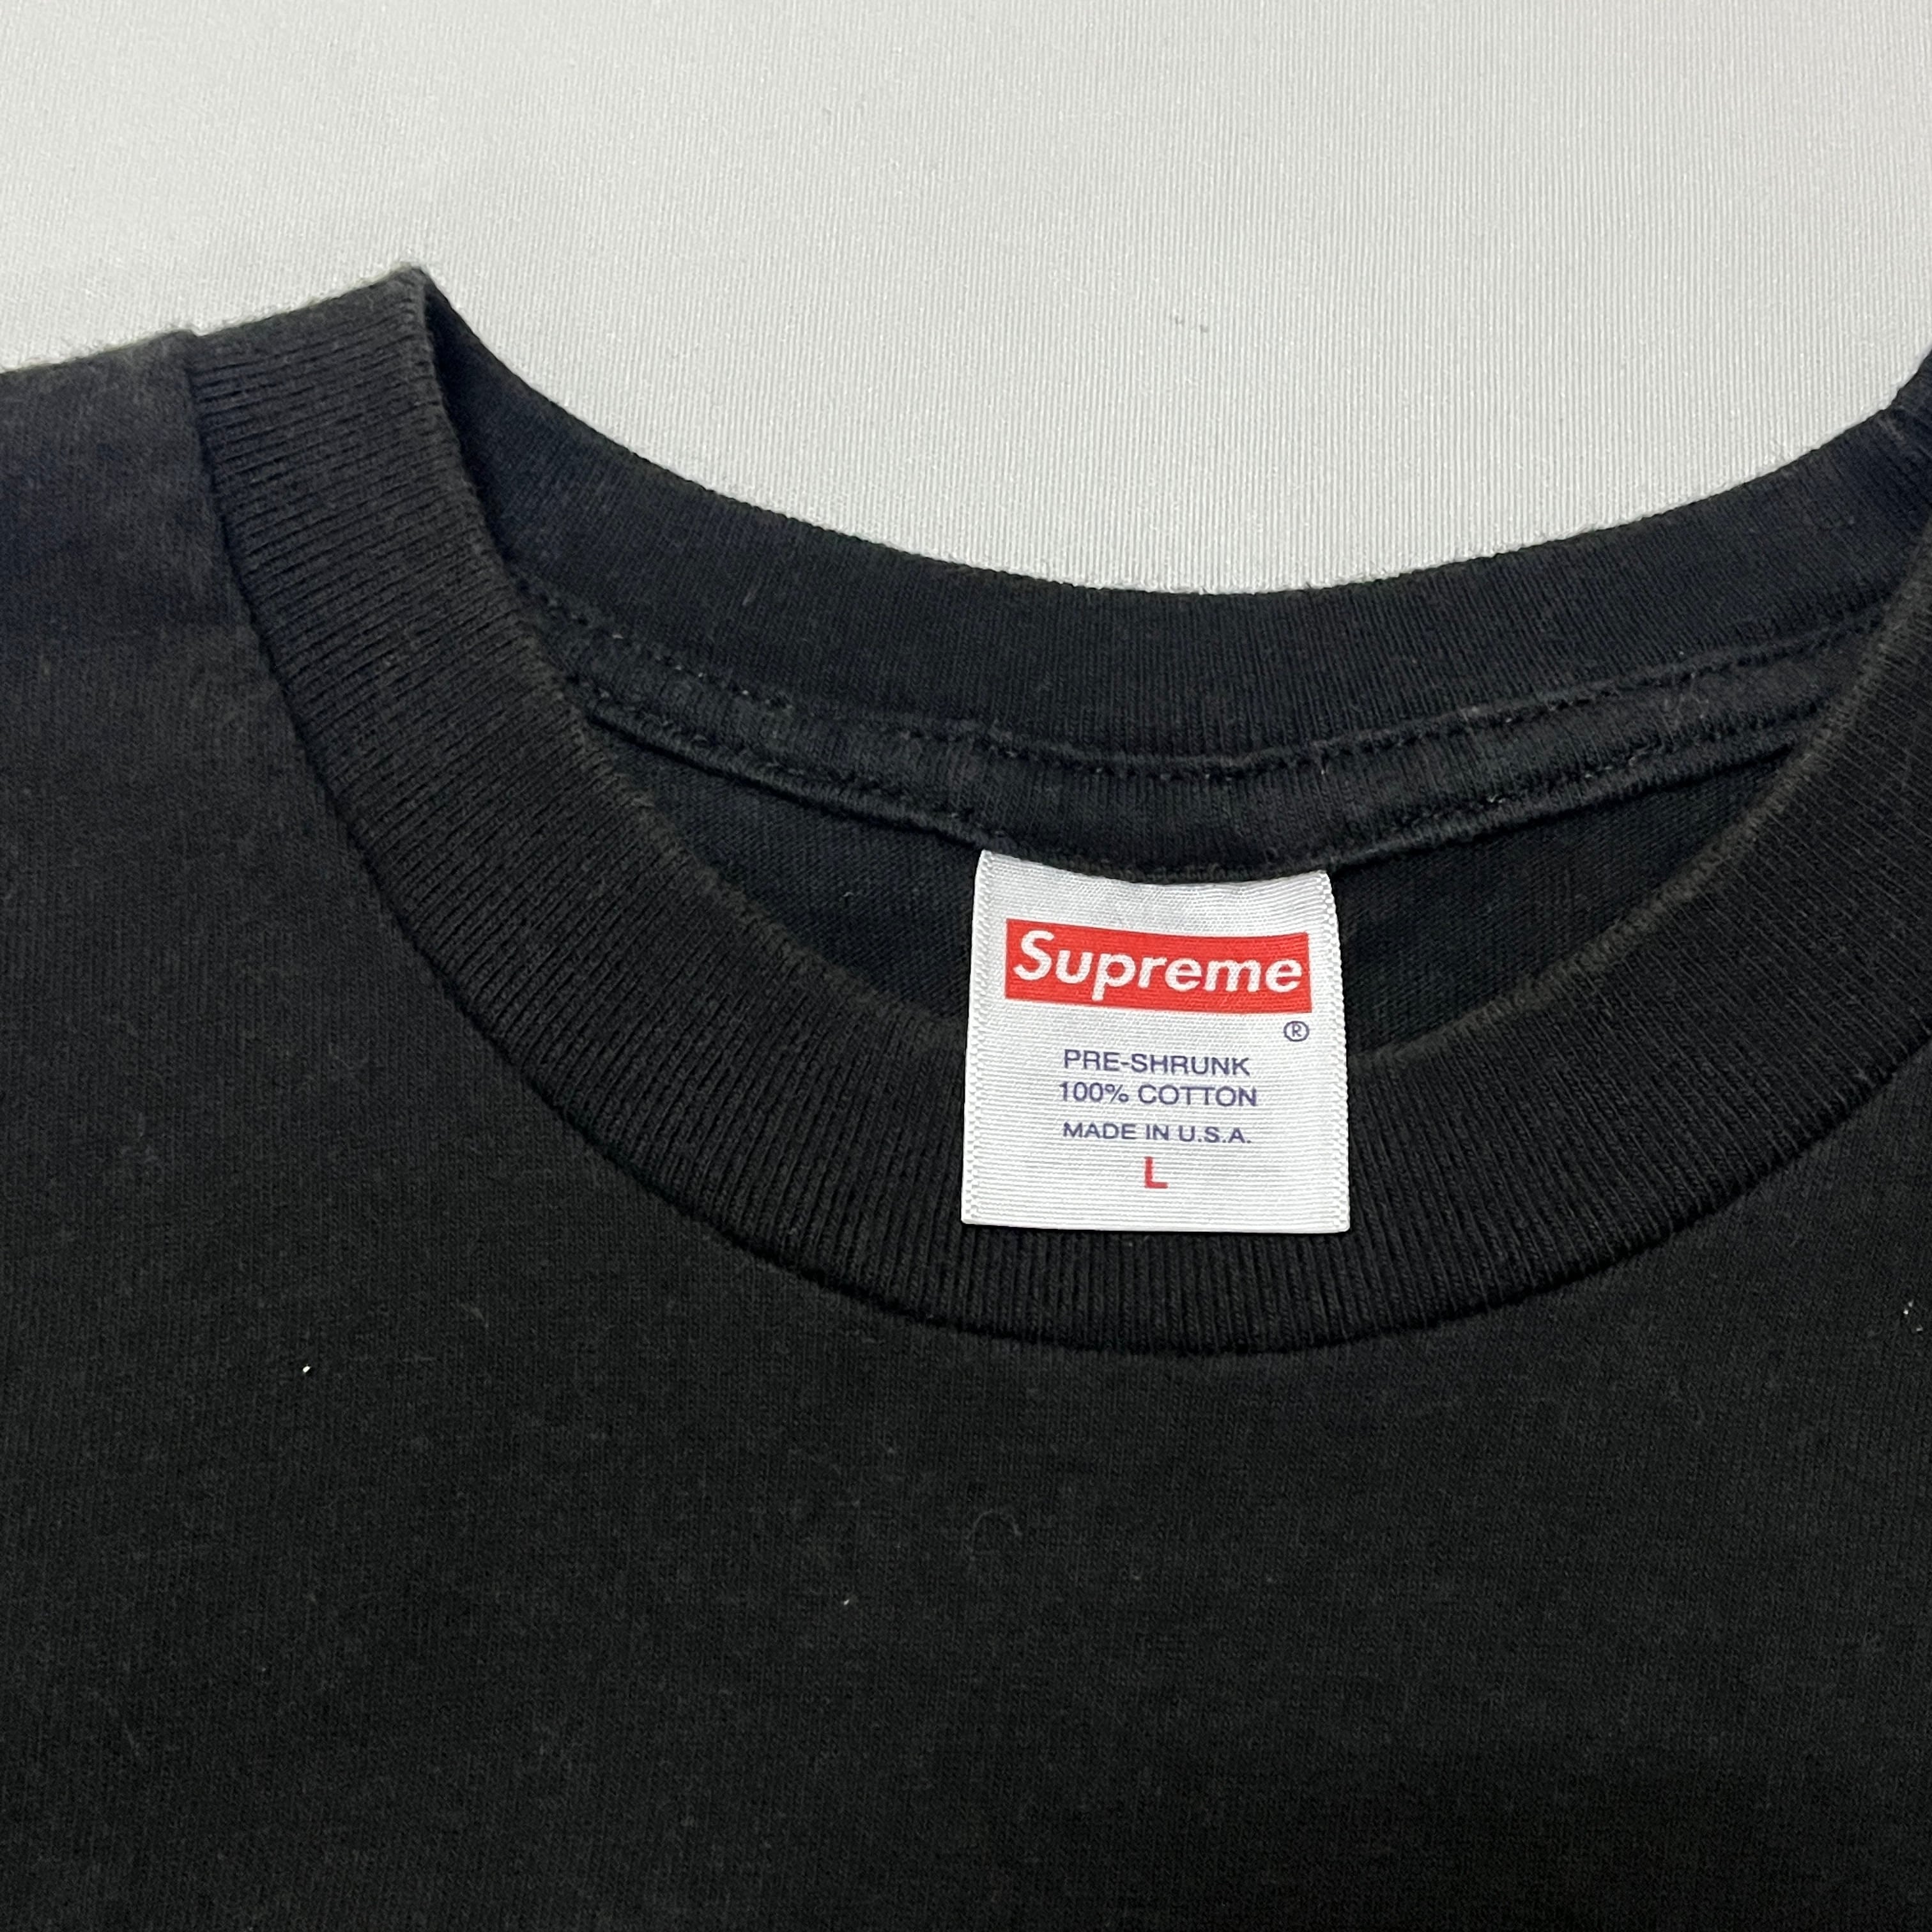 Supreme
®
PRE-SHRUNK
100% COTTON
MADE IN U.S.A.
L